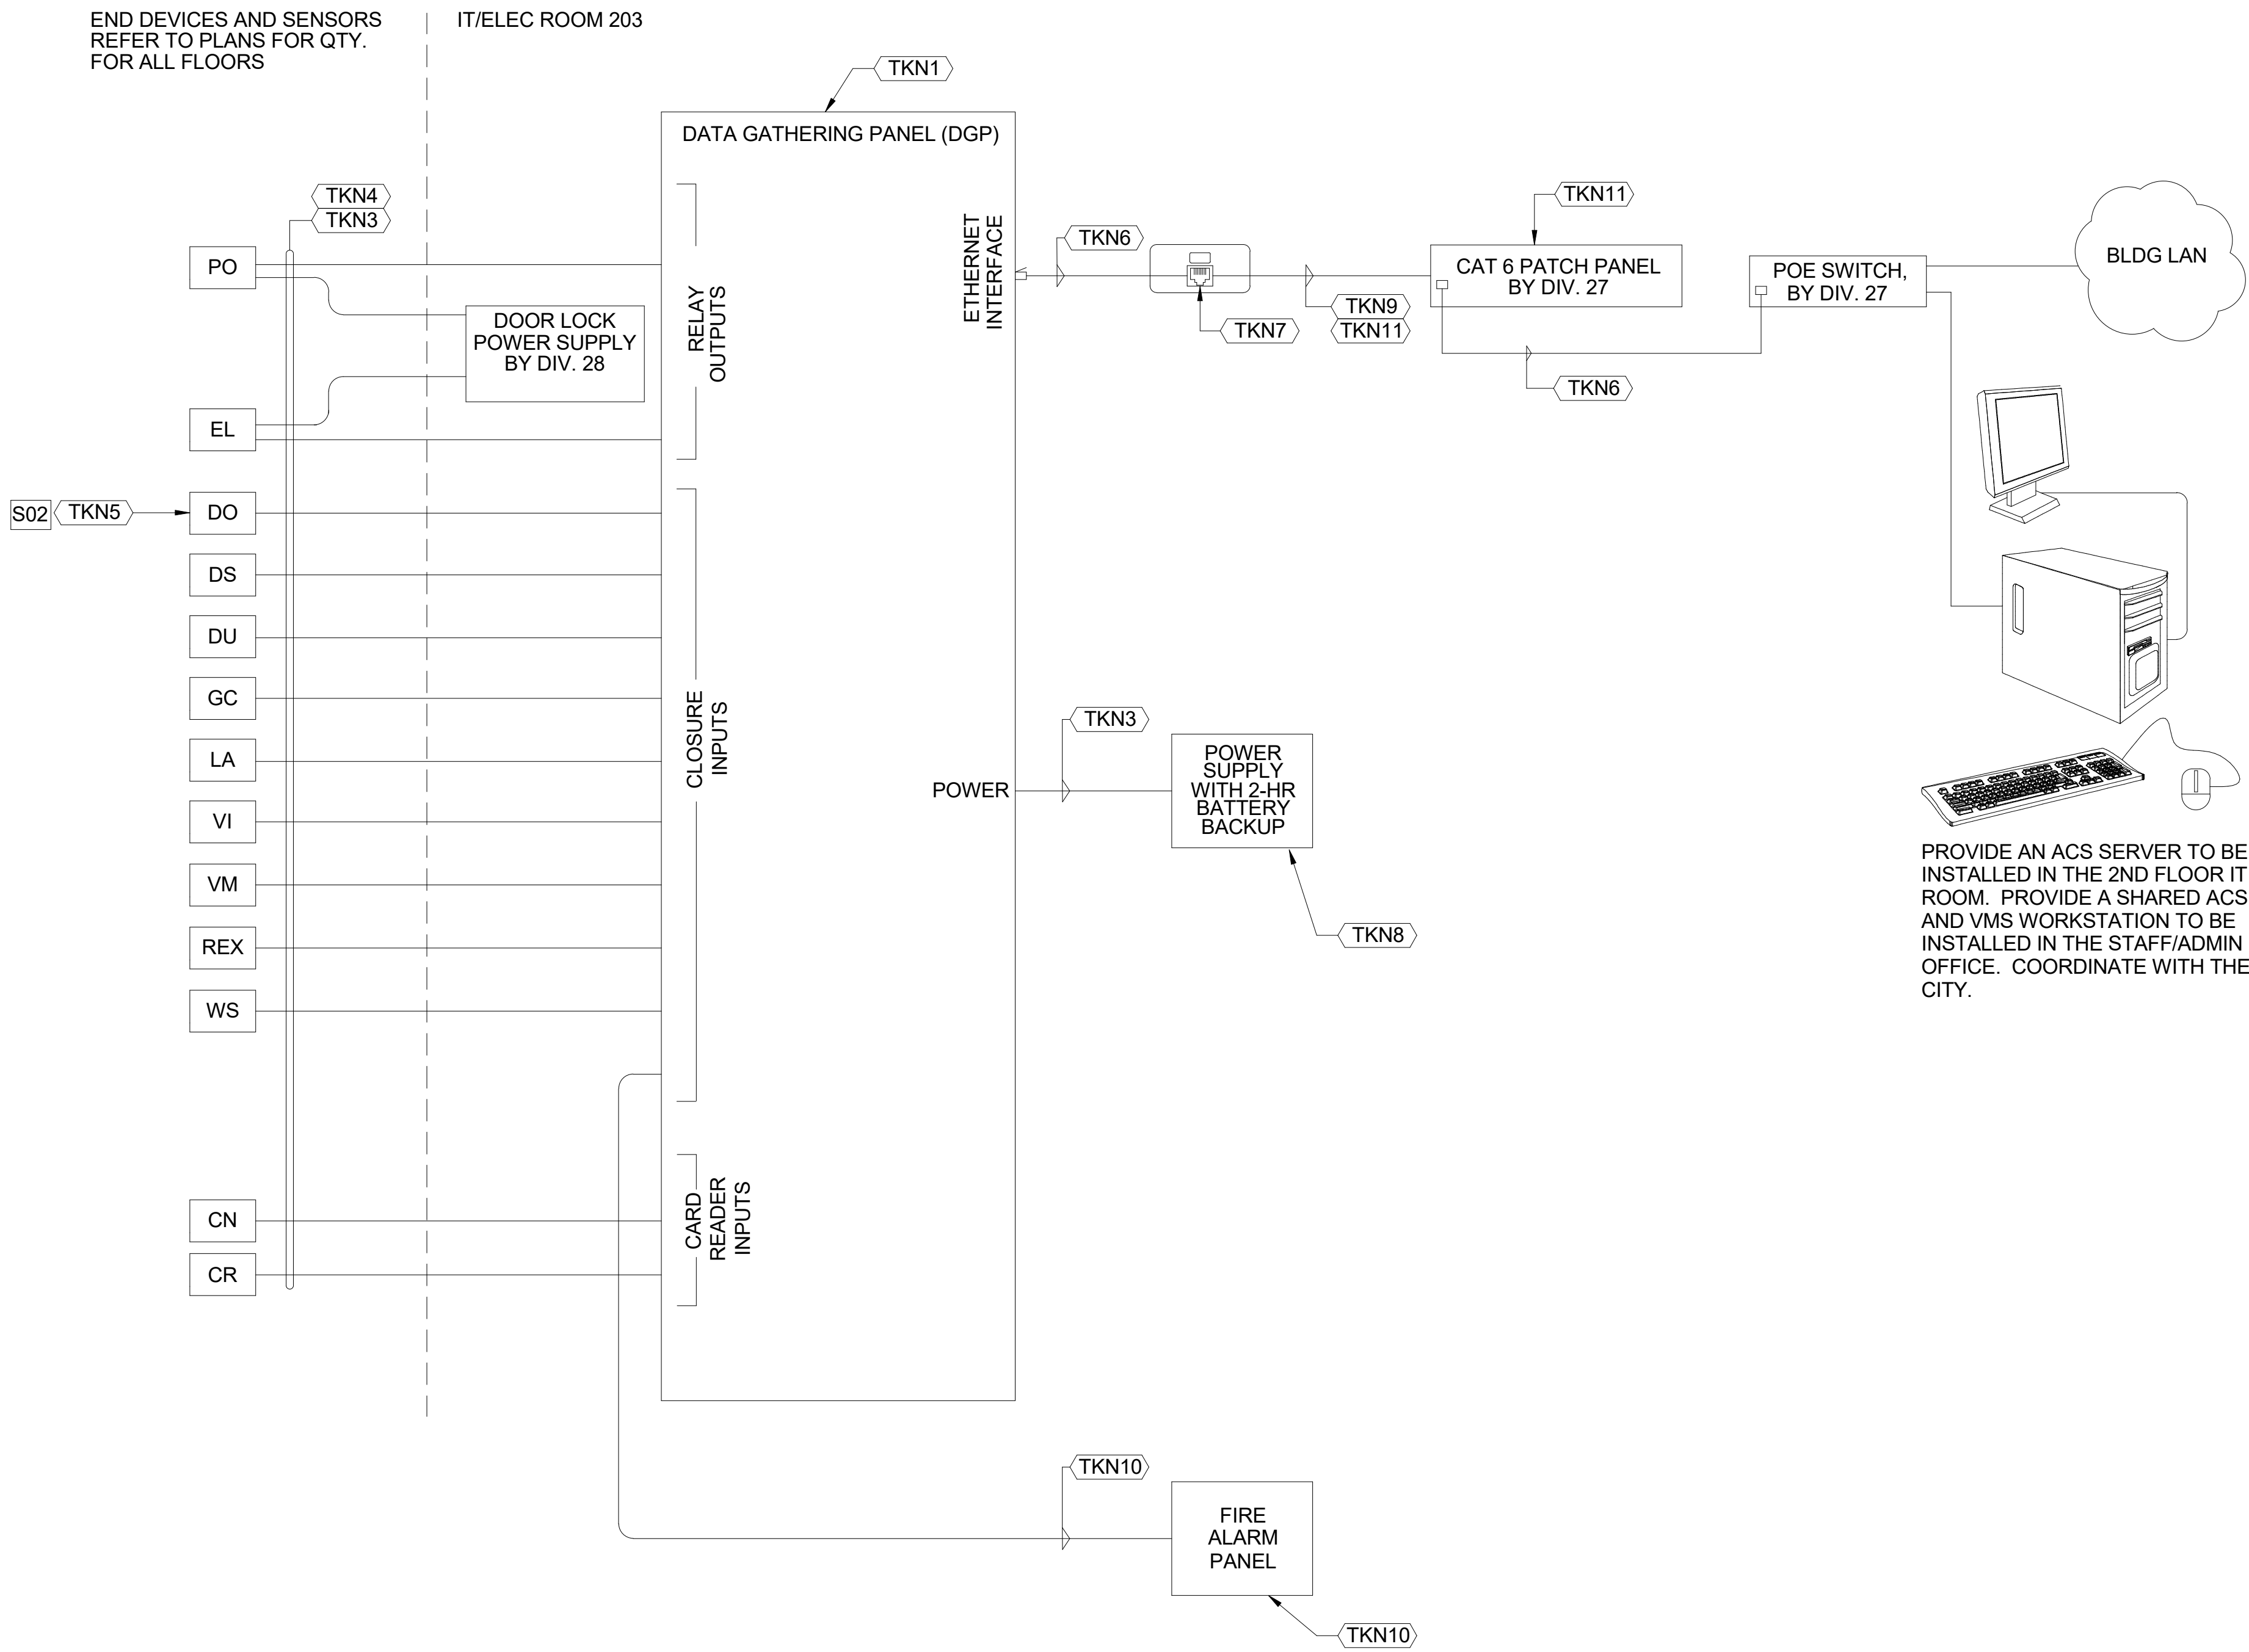 END DEVICES AND SENSORS
REFER TO PLANS FOR QTY.
FOR ALL FLOORS
IT/ELEC ROOM 203
TKN1
DATA GATHERING PANEL (DGP)
TKN4
TKN3
PO
DOOR LOCK
POWER SUPPLY
BY DIV. 28
EL
S02
TKN5
DO
DS
DU
GC
LA
VI
VM
REX
WS
CN
CR
RELAY
OUTPUTS
CLOSURE
INPUTS
CARD
READER
INPUTS
ETHERNET
INTERFACE
TKN6
TKN7
TKN9
TKN11
TKN11
CAT 6 PATCH PANEL
BY DIV. 27
TKN6
POE SWITCH,
BY DIV. 27
BLDG LAN
POWER
TKN3
POWER
SUPPLY
WITH 2-HR
BATTERY
BACKUP
TKN8
PROVIDE AN ACS SERVER TO BE
INSTALLED IN THE 2ND FLOOR IT
ROOM.  PROVIDE A SHARED ACS
AND VMS WORKSTATION TO BE
INSTALLED IN THE STAFF/ADMIN
OFFICE.  COORDINATE WITH THE
CITY.
TKN10
FIRE
ALARM
PANEL
TKN10